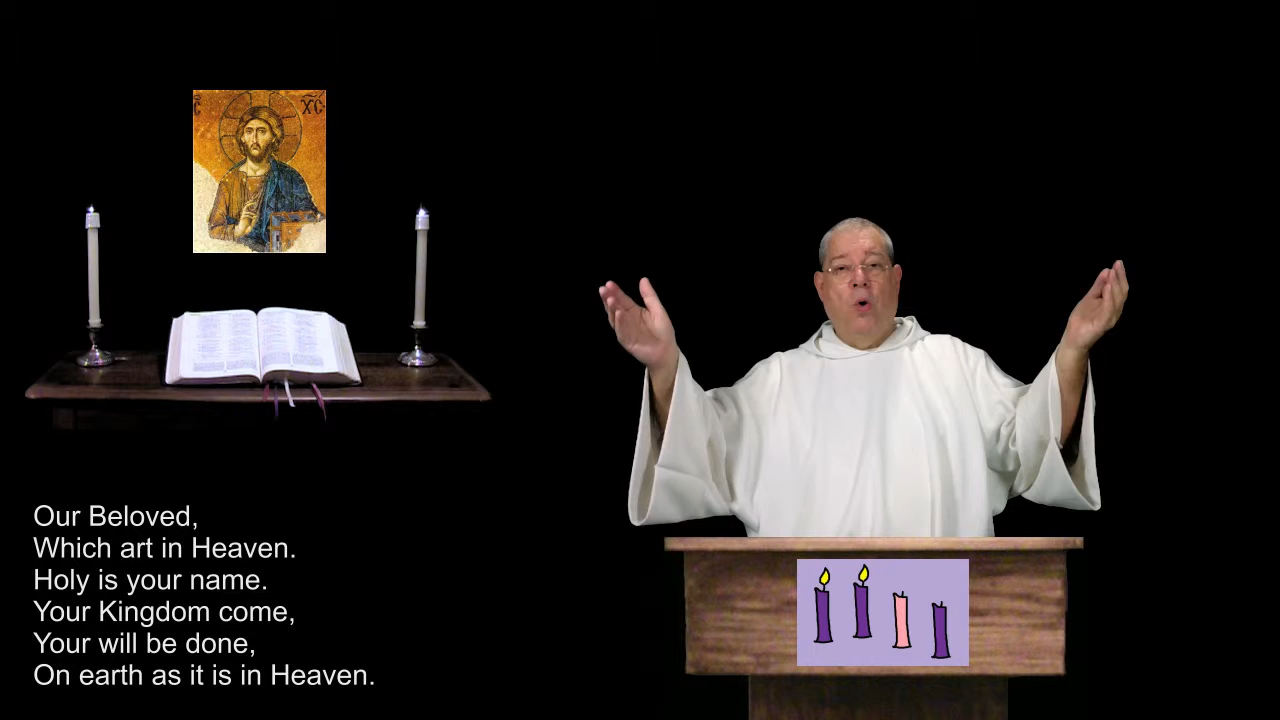 XC
Our Beloved,
Which art in Heaven.
Holy is your name.
Your Kingdom come,
Your will be done,
On earth as it is in Heaven.